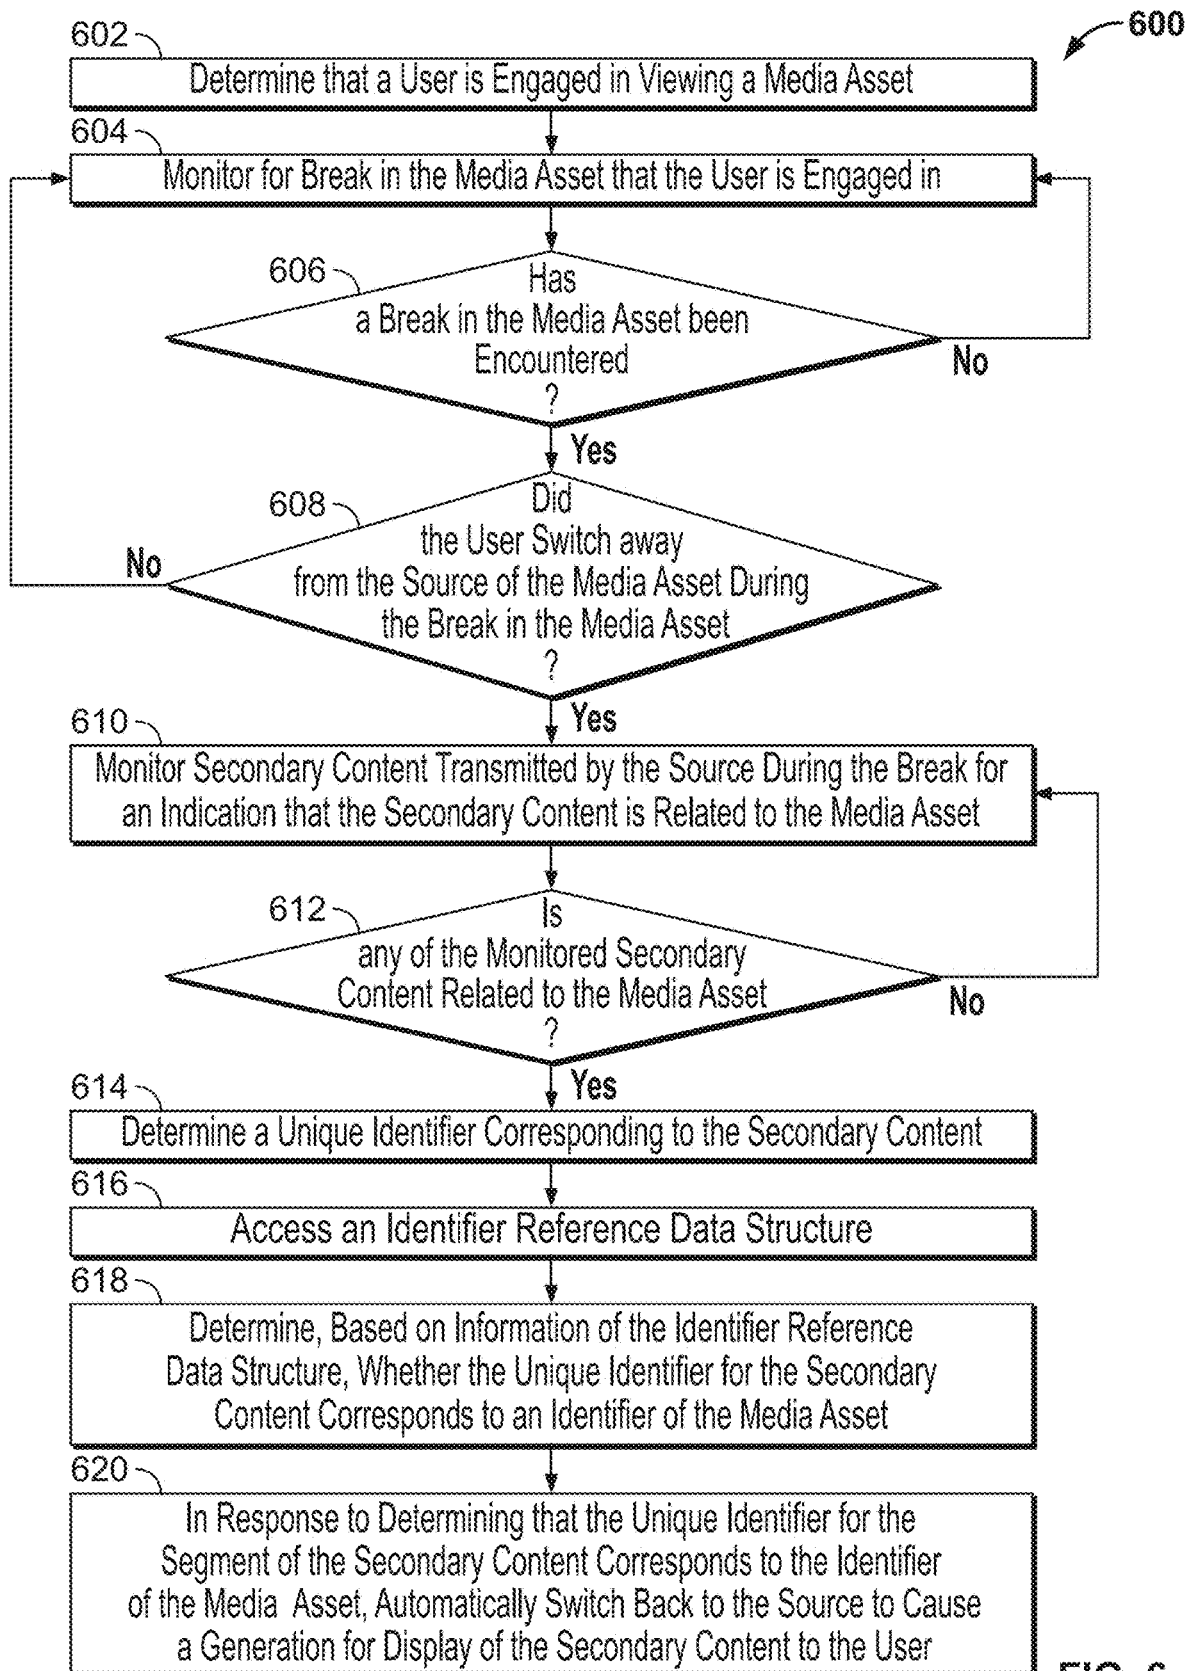 600
602
Determine that a User is Engaged in Viewing a Media Asset
604
Monitor for Break in the Media Asset that the User is Engaged in
606
Has
a Break in the Media Asset been
Encountered
?
No
Yes
608
Did
the User Switch away
from the Source of the Media Asset During
the Break in the Media Asset
?
No
Yes
610
Monitor Secondary Content Transmitted by the Source During the Break for
an Indication that the Secondary Content is Related to the Media Asset
612
Is
any of the Monitored Secondary
Content Related to the Media Asset
?
No
Yes
614
Determine a Unique Identifier Corresponding to the Secondary Content
616
Access an Identifier Reference Data Structure
618
Determine, Based on Information of the Identifier Reference
Data Structure, Whether the Unique Identifier for the Secondary
Content Corresponds to an Identifier of the Media Asset
620
In Response to Determining that the Unique Identifier for the
Segment of the Secondary Content Corresponds to the Identifier
of the Media Asset, Automatically Switch Back to the Source to Cause
a Generation for Display of the Secondary Content to the User
FIG. 6